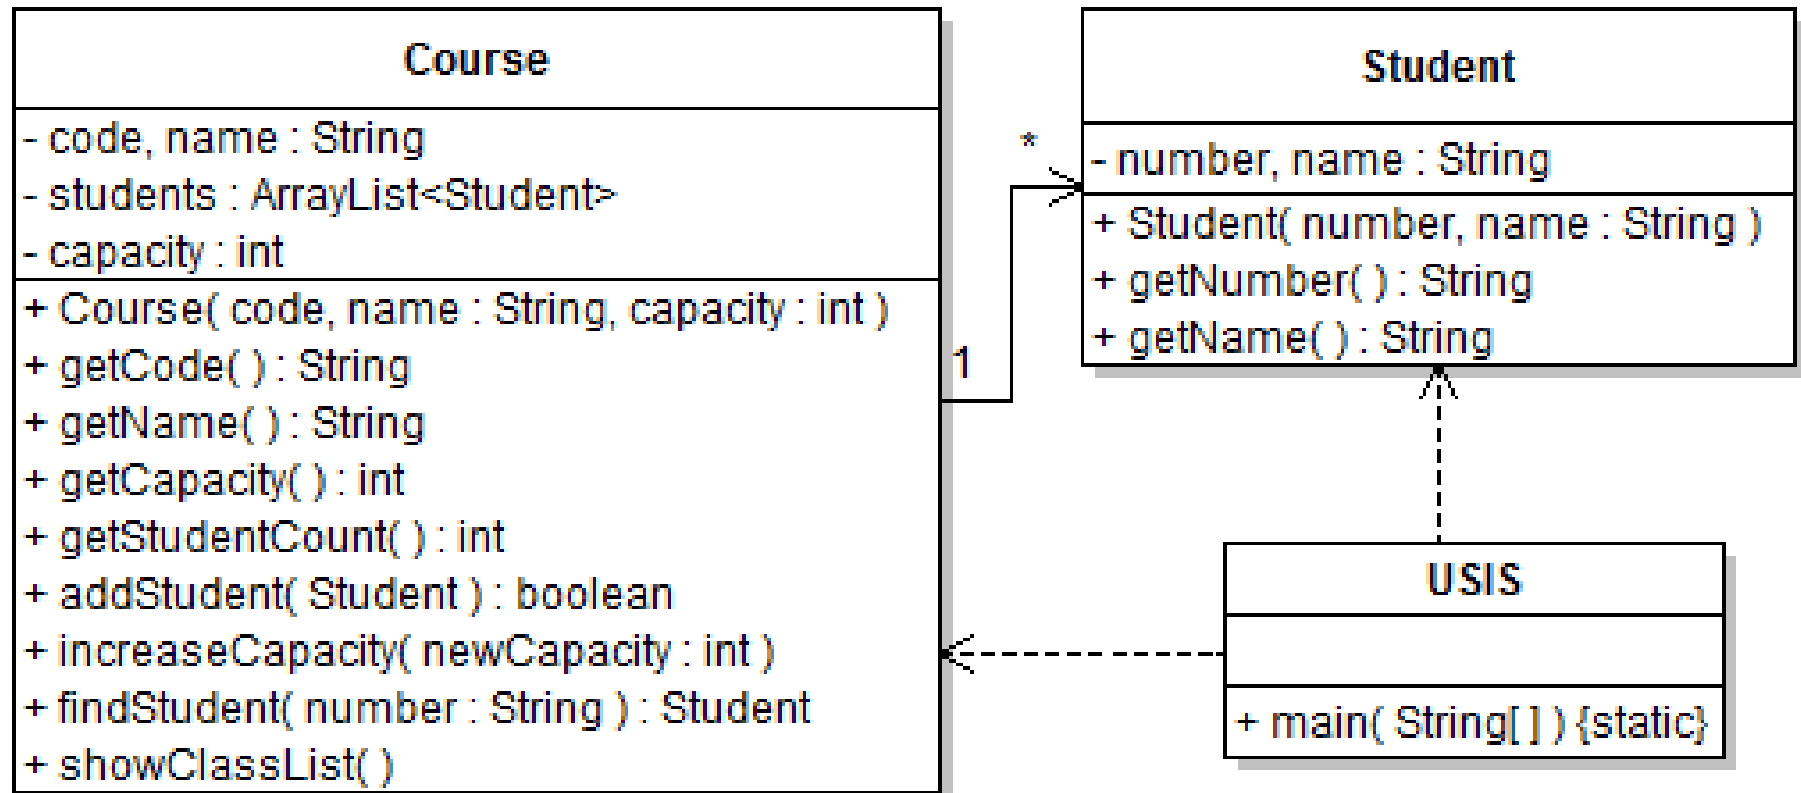 Course
- code, name : String
- students : ArrayList<Student>
- capacity : int
+ Course( code, name : String, capacity : int )
+ getCode( ) : String
+ getName( ) : String
+ getCapacity( ) : int
+ getStudentCount( ) : int
+ addStudent( Student ) : boolean
+ increaseCapacity( newCapacity : int )
+ findStudent( number : String ) : Student
+ showClassList( )
1
*
Student
- number, name : String
+ Student( number, name : String )
+ getNumber( ) : String
+ getName( ) : String
USIS
+ main( String[ ] ) {static}